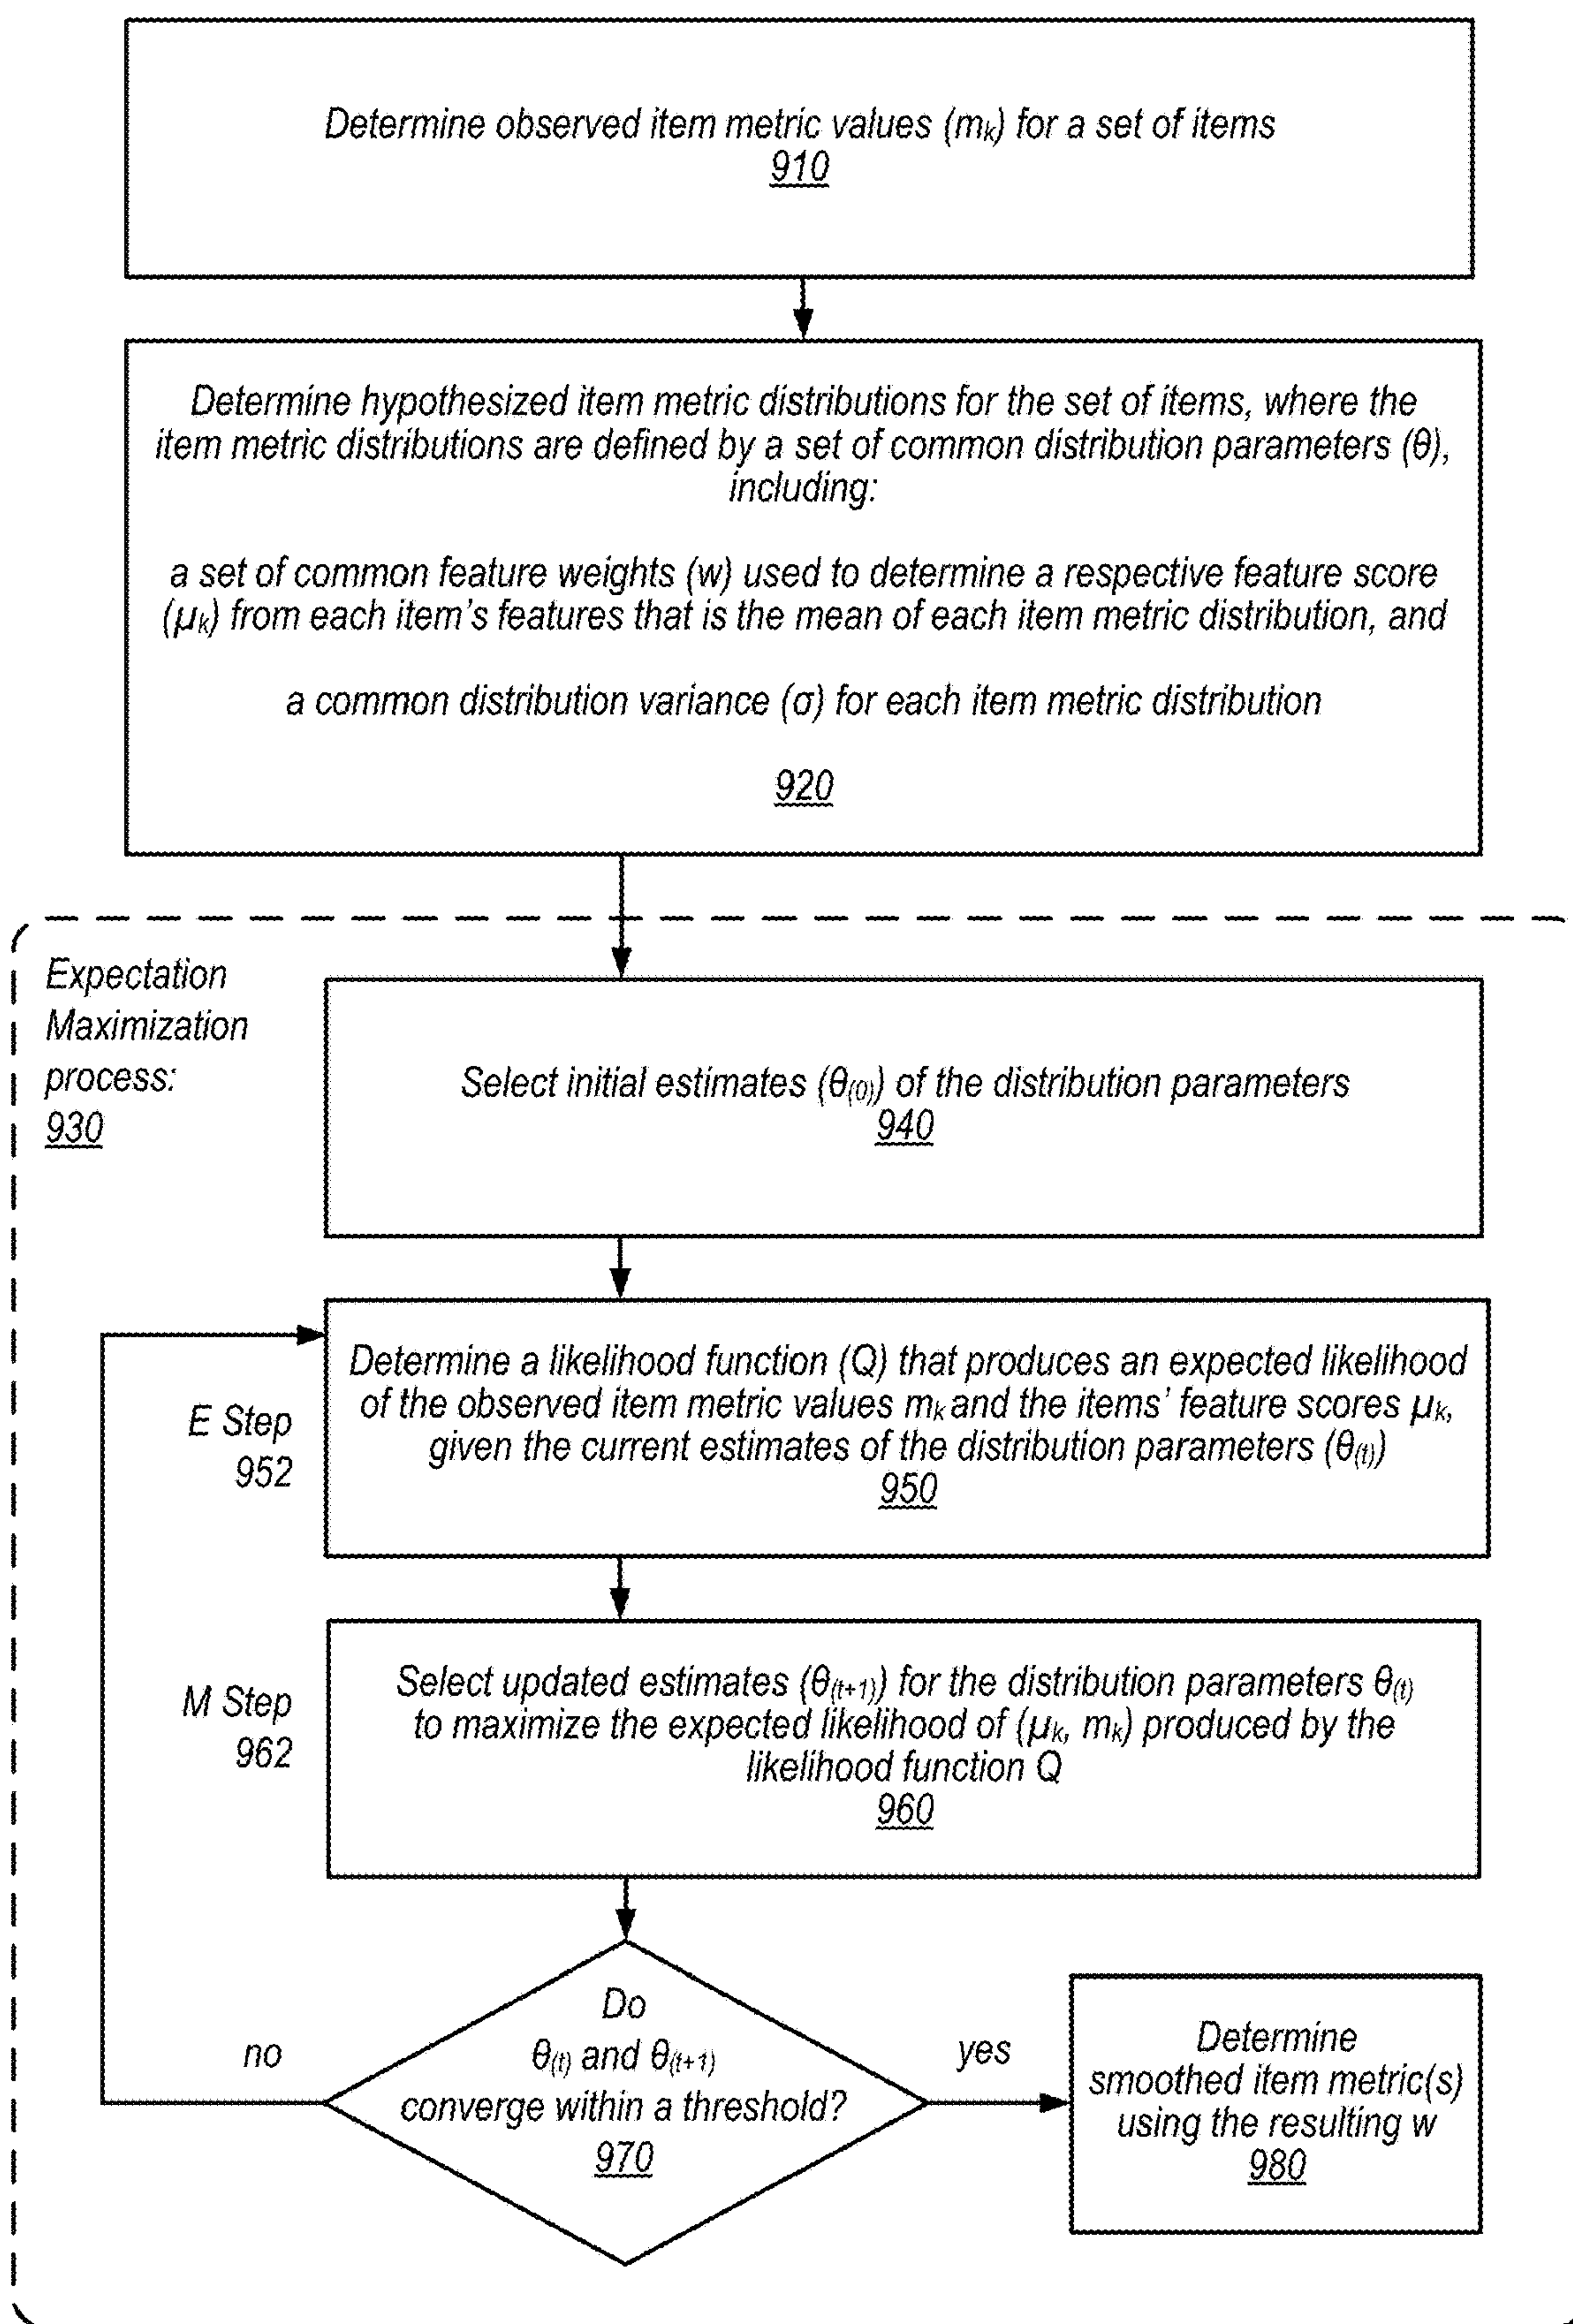 Determine observed item metric values (mₖ) for a set of items
910
Determine hypothesized item metric distributions for the set of items, where the
item metric distributions are defined by a set of common distribution parameters (θ),
including:
a set of common feature weights (w) used to determine a respective feature score
(μₖ) from each item's features that is the mean of each item metric distribution, and
a common distribution variance (σ) for each item metric distribution
920
Expectation
Maximization
process:
930
Select initial estimates (θ₍₀₎) of the distribution parameters
940
E Step
952
Determine a likelihood function (Q) that produces an expected likelihood
of the observed item metric values mₖ and the items' feature scores μₖ,
given the current estimates of the distribution parameters (θ₍ₜ₎)
950
M Step
962
Select updated estimates (θ₍ₜ₊₁₎) for the distribution parameters θ₍ₜ₎
to maximize the expected likelihood of (μₖ, mₖ) produced by the
likelihood function Q
960
Do
θ₍ₜ₎ and θ₍ₜ₊₁₎
converge within a threshold?
970
no
yes
Determine
smoothed item metric(s)
using the resulting w
980